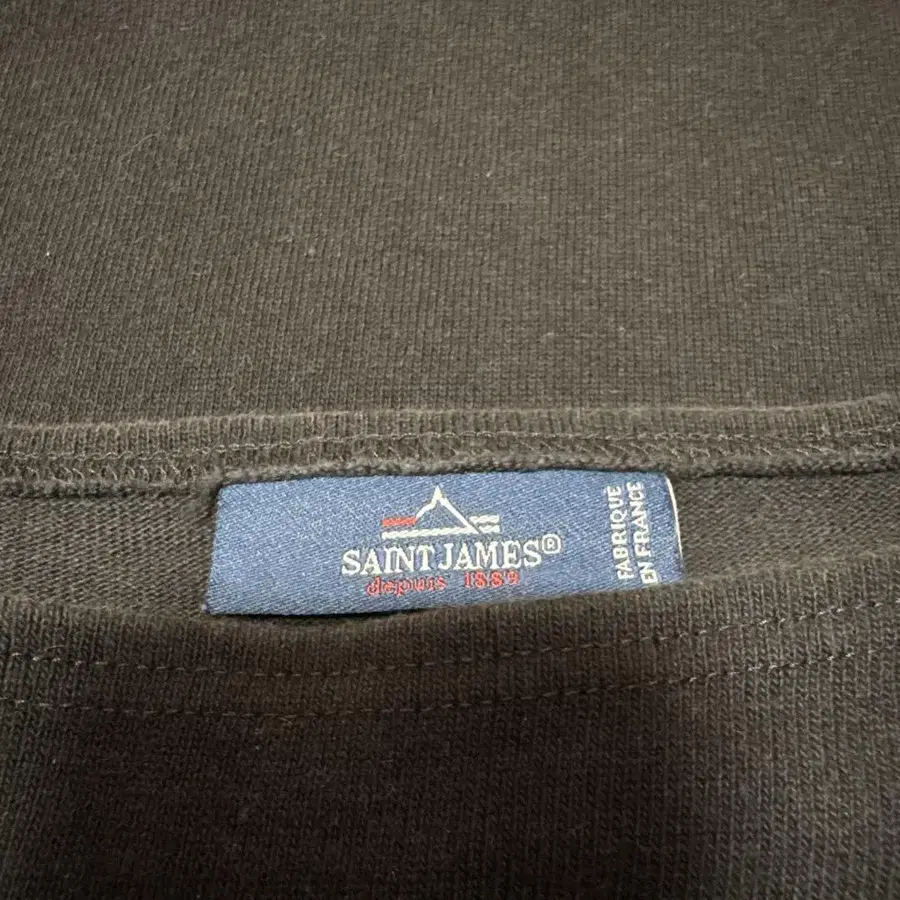 SAINT JAMES®
depuis 1889
FABRIQUE
EN FRANCE